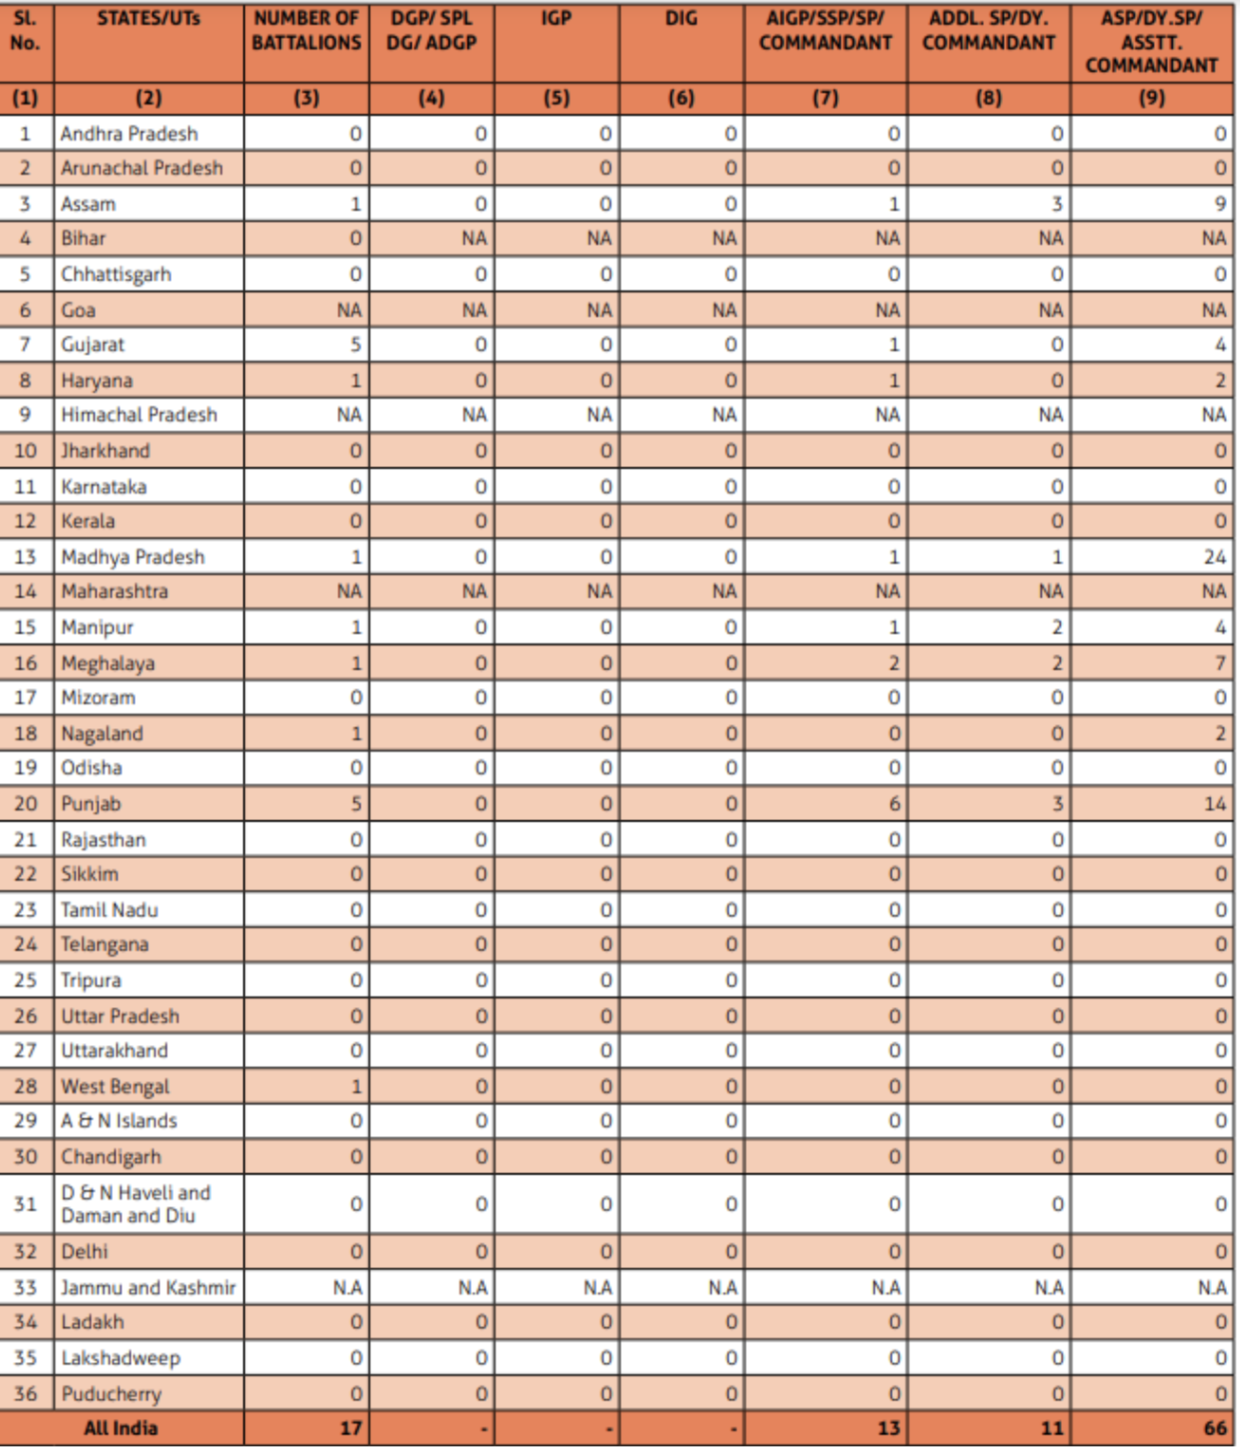 Sl. No. STATES/UTs NUMBER OF BATTALIONS DGP/ SPL DG/ ADGP IGP DIG AIGP/SSP/SP/ COMMANDANT ADDL. SP/DY. COMMANDANT ASP/DY.SP/ ASSTT. COMMANDANT
(1) (2) (3) (4) (5) (6) (7) (8) (9)
1 Andhra Pradesh 0 0 0 0 0 0 0
2 Arunachal Pradesh 0 0 0 0 0 0 0
3 Assam 1 0 0 0 1 3 9
4 Bihar 0 NA NA NA NA NA NA
5 Chhattisgarh 0 0 0 0 0 0 0
6 Goa NA NA NA NA NA NA NA
7 Gujarat 5 0 0 0 1 0 4
8 Haryana 1 0 0 0 1 0 2
9 Himachal Pradesh NA NA NA NA NA NA NA
10 Jharkhand 0 0 0 0 0 0 0
11 Karnataka 0 0 0 0 0 0 0
12 Kerala 0 0 0 0 0 0 0
13 Madhya Pradesh 1 0 0 0 1 1 24
14 Maharashtra NA NA NA NA NA NA NA
15 Manipur 1 0 0 0 1 2 4
16 Meghalaya 1 0 0 0 2 2 7
17 Mizoram 0 0 0 0 0 0 0
18 Nagaland 1 0 0 0 0 0 2
19 Odisha 0 0 0 0 0 0 0
20 Punjab 5 0 0 0 6 3 14
21 Rajasthan 0 0 0 0 0 0 0
22 Sikkim 0 0 0 0 0 0 0
23 Tamil Nadu 0 0 0 0 0 0 0
24 Telangana 0 0 0 0 0 0 0
25 Tripura 0 0 0 0 0 0 0
26 Uttar Pradesh 0 0 0 0 0 0 0
27 Uttarakhand 0 0 0 0 0 0 0
28 West Bengal 1 0 0 0 0 0 0
29 A & N Islands 0 0 0 0 0 0 0
30 Chandigarh 0 0 0 0 0 0 0
31 D & N Haveli and Daman and Diu 0 0 0 0 0 0 0
32 Delhi 0 0 0 0 0 0 0
33 Jammu and Kashmir N.A N.A N.A N.A N.A N.A N.A
34 Ladakh 0 0 0 0 0 0 0
35 Lakshadweep 0 0 0 0 0 0 0
36 Puducherry 0 0 0 0 0 0 0
All India 17 - - - 13 11 66